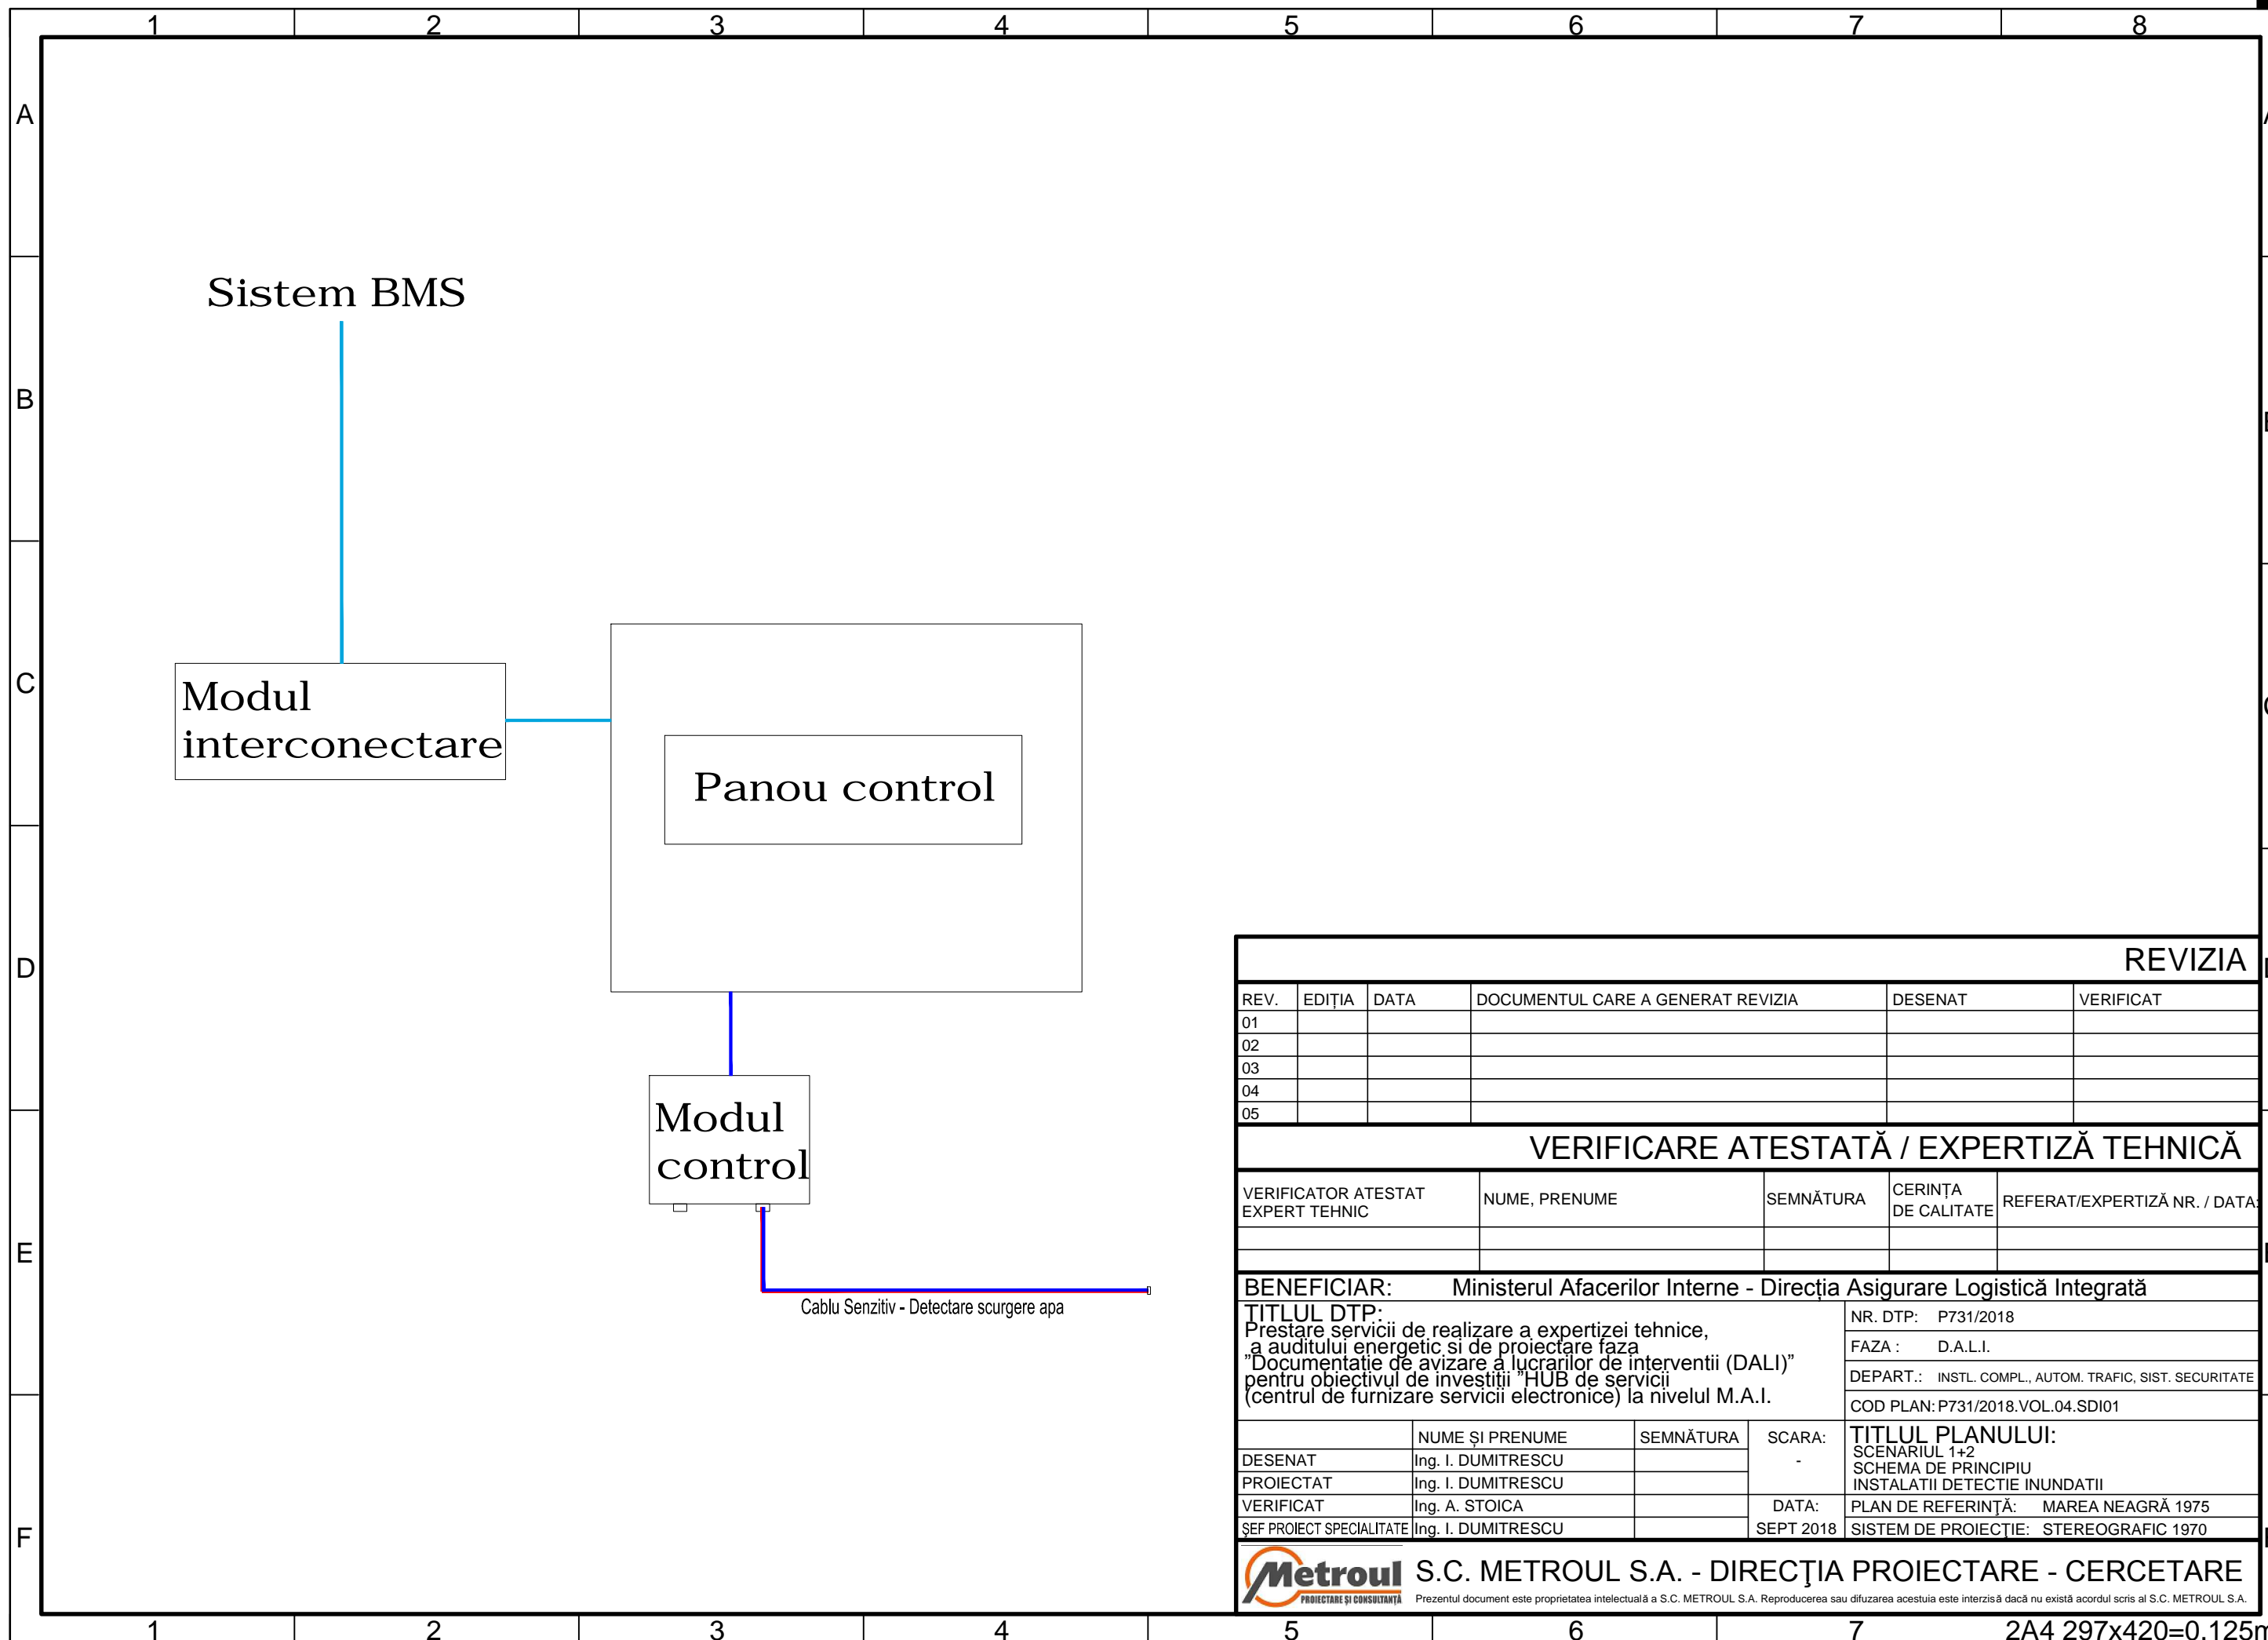 1 2 3 4 5 6 7 8
A
B
C
D
E
F
Sistem BMS
Modul
interconectare
Panou control
Modul
control
Cablu Senzitiv - Detectare scurgere apa
REVIZIA
REV. EDIȚIA DATA DOCUMENTUL CARE A GENERAT REVIZIA DESENAT VERIFICAT
01
02
03
04
05
VERIFICARE ATESTATĂ / EXPERTIZĂ TEHNICĂ
VERIFICATOR ATESTAT
EXPERT TEHNIC
NUME, PRENUME
SEMNĂTURA
CERINȚA
DE CALITATE
REFERAT/EXPERTIZĂ NR. / DATA:
BENEFICIAR: Ministerul Afacerilor Interne - Direcția Asigurare Logistică Integrată
TITLUL DTP:
Prestare servicii de realizare a expertizei tehnice,
a auditului energetic si de proiectare faza
"Documentație de avizare a lucrarilor de interventii (DALI)"
pentru obiectivul de investiții "HUB de servicii
(centrul de furnizare servicii electronice) la nivelul M.A.I.
NR. DTP: P731/2018
FAZA : D.A.L.I.
DEPART.: INSTL. COMPL., AUTOM. TRAFIC, SIST. SECURITATE
COD PLAN: P731/2018.VOL.04.SDI01
NUME ȘI PRENUME SEMNĂTURA SCARA:
DESENAT Ing. I. DUMITRESCU -
PROIECTAT Ing. I. DUMITRESCU
VERIFICAT Ing. A. STOICA DATA:
ȘEF PROIECT SPECIALITATE Ing. I. DUMITRESCU SEPT 2018
TITLUL PLANULUI:
SCENARIUL 1+2
SCHEMA DE PRINCIPIU
INSTALATII DETECTIE INUNDATII
PLAN DE REFERINŢĂ: MAREA NEAGRĂ 1975
SISTEM DE PROIECŢIE: STEREOGRAFIC 1970
Metroul
PROIECTARE ȘI CONSULTANȚĂ
S.C. METROUL S.A. - DIRECŢIA PROIECTARE - CERCETARE
Prezentul document este proprietatea intelectuală a S.C. METROUL S.A. Reproducerea sau difuzarea acestuia este interzisă dacă nu există acordul scris al S.C. METROUL S.A.
1 2 3 4 5 6 7
2A4 297x420=0.125